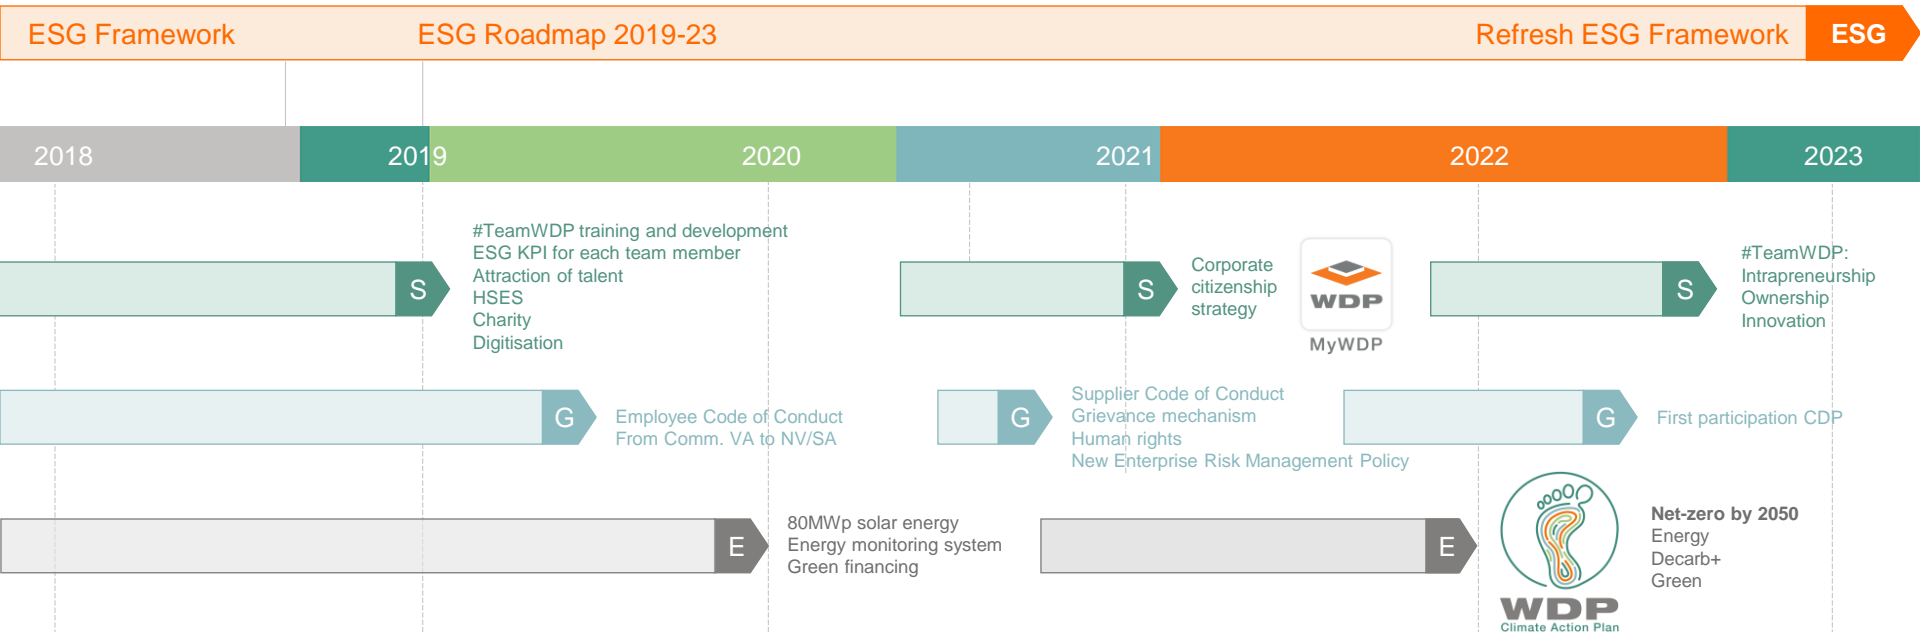 ESG Framework
ESG Roadmap 2019-23
Refresh ESG Framework
ESG
2018
2019
2020
2021
2022
2023
S
#TeamWDP training and development
ESG KPI for each team member
Attraction of talent
HSES
Charity
Digitisation
S
Corporate
citizenship
strategy
WDP
MyWDP
S
#TeamWDP:
Intrapreneurship
Ownership
Innovation
G
Employee Code of Conduct
From Comm. VA to NV/SA
G
Supplier Code of Conduct
Grievance mechanism
Human rights
New Enterprise Risk Management Policy
G
First participation CDP
E
80MWp solar energy
Energy monitoring system
Green financing
E
WDP
Climate Action Plan
Net-zero by 2050
Energy
Decarb+
Green